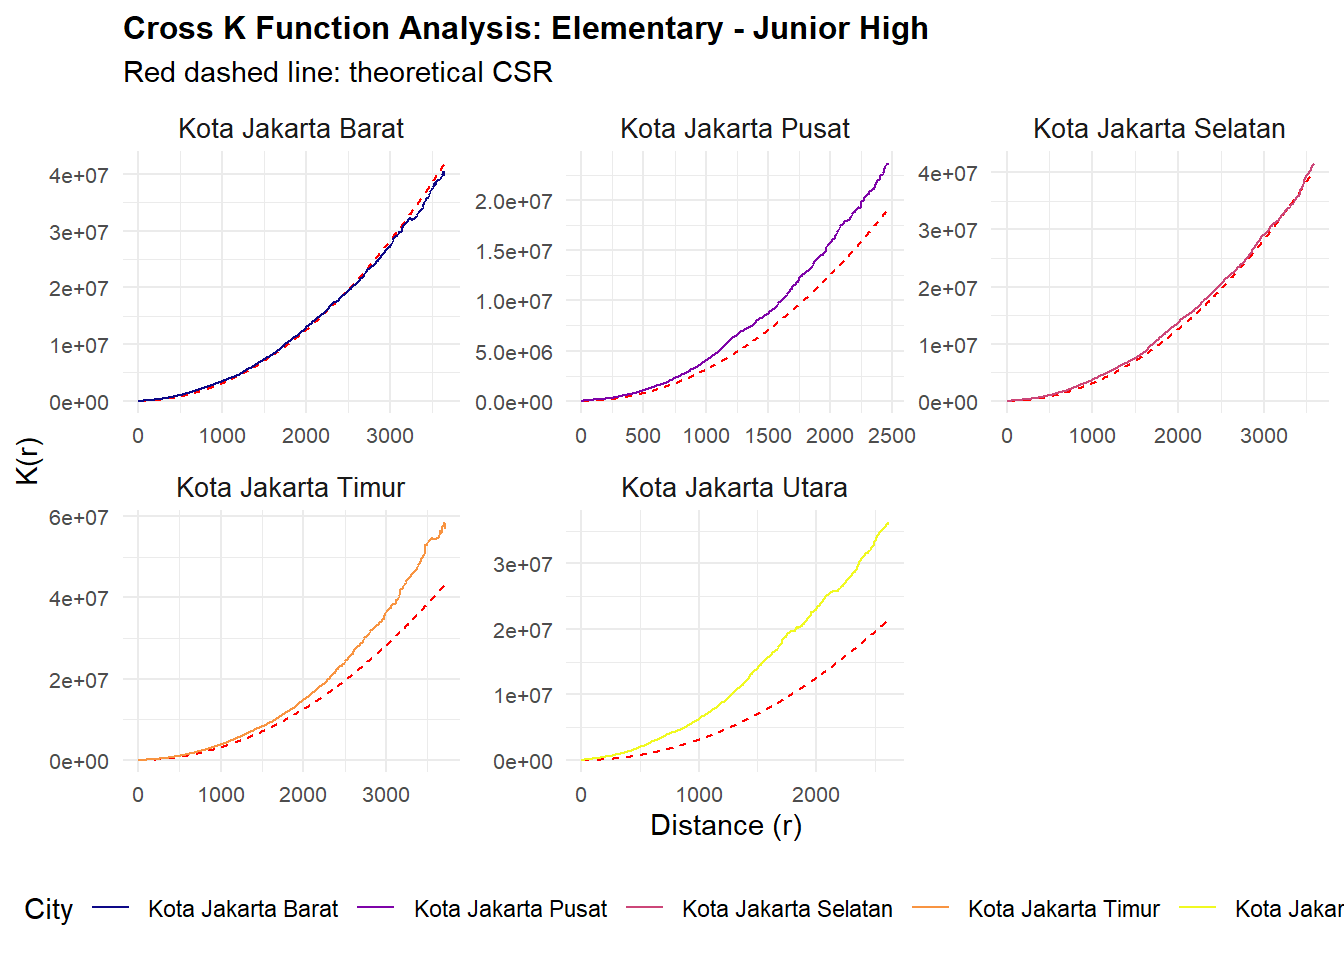 Cross K Function Analysis: Elementary - Junior High
Red dashed line: theoretical CSR
Kota Jakarta Barat
Kota Jakarta Pusat
Kota Jakarta Selatan
4e+07
3e+07
2e+07
1e+07
0e+00
0 1000 2000 3000
2.0e+07
1.5e+07
1.0e+07
5.0e+06
0.0e+00
0 500 1000 1500 2000 2500
4e+07
3e+07
2e+07
1e+07
0e+00
0 1000 2000 3000
K(r)
Kota Jakarta Timur
Kota Jakarta Utara
6e+07
4e+07
2e+07
0e+00
0 1000 2000 3000
3e+07
2e+07
1e+07
0e+00
0 1000 2000
Distance (r)
City Kota Jakarta Barat Kota Jakarta Pusat Kota Jakarta Selatan Kota Jakarta Timur Kota Jakar